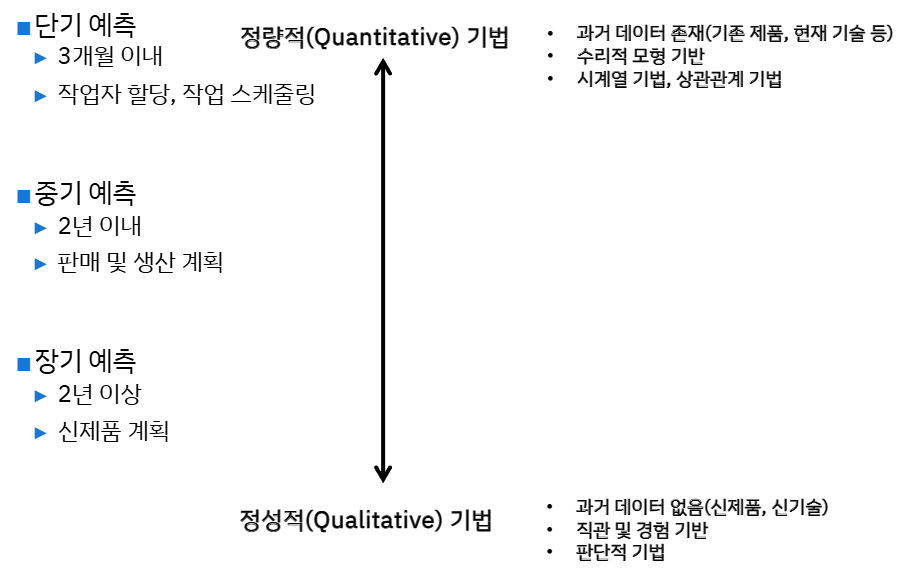 ■단기 예측
▶ 3개월 이내
▶ 작업자 할당, 작업 스케줄링
■중기 예측
▶ 2년 이내
▶ 판매 및 생산 계획
■장기 예측
▶ 2년 이상
▶ 신제품 계획
정량적(Quantitative) 기법
• 과거 데이터 존재(기존 제품, 현재 기술 등)
• 수리적 모형 기반
• 시계열 기법, 상관관계 기법
정성적(Qualitative) 기법
• 과거 데이터 없음(신제품, 신기술)
• 직관 및 경험 기반
• 판단적 기법